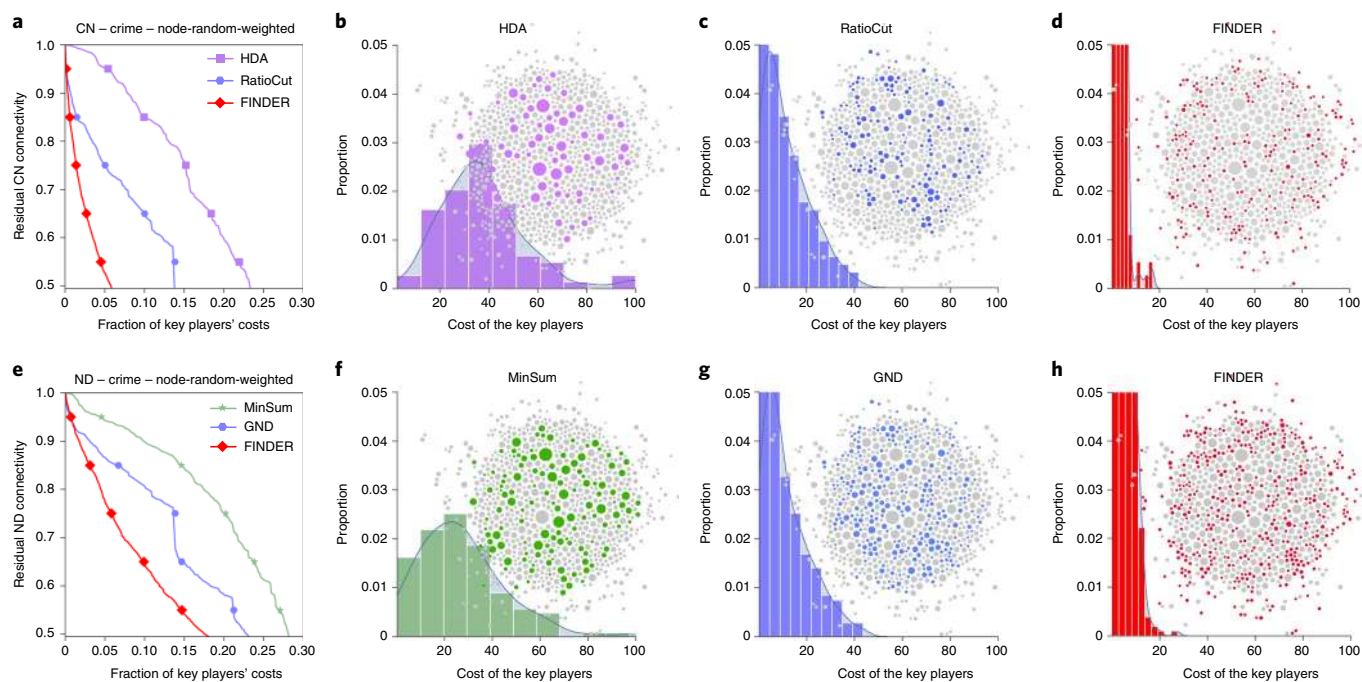 a
CN – crime – node-random-weighted
1.0
0.9
0.8
0.7
0.6
0.5
Residual CN connectivity
HDA
RatioCut
FINDER
0 0.05 0.10 0.15 0.20 0.25 0.30
Fraction of key players' costs
b
HDA
0.05
0.04
0.03
0.02
0.01
0
Proportion
20 40 60 80 100
Cost of the key players
c
RatioCut
0.05
0.04
0.03
0.02
0.01
0
Proportion
20 40 60 80 100
Cost of the key players
d
FINDER
0.05
0.04
0.03
0.02
0.01
0
Proportion
20 40 60 80 100
Cost of the key players
e
ND – crime – node-random-weighted
1.0
0.9
0.8
0.7
0.6
0.5
Residual ND connectivity
MinSum
GND
FINDER
0 0.05 0.10 0.15 0.20 0.25 0.30
Fraction of key players' costs
f
MinSum
0.05
0.04
0.03
0.02
0.01
0
Proportion
20 40 60 80 100
Cost of the key players
g
GND
0.05
0.04
0.03
0.02
0.01
0
Proportion
20 40 60 80 100
Cost of the key players
h
FINDER
0.05
0.04
0.03
0.02
0.01
0
Proportion
20 40 60 80 100
Cost of the key players